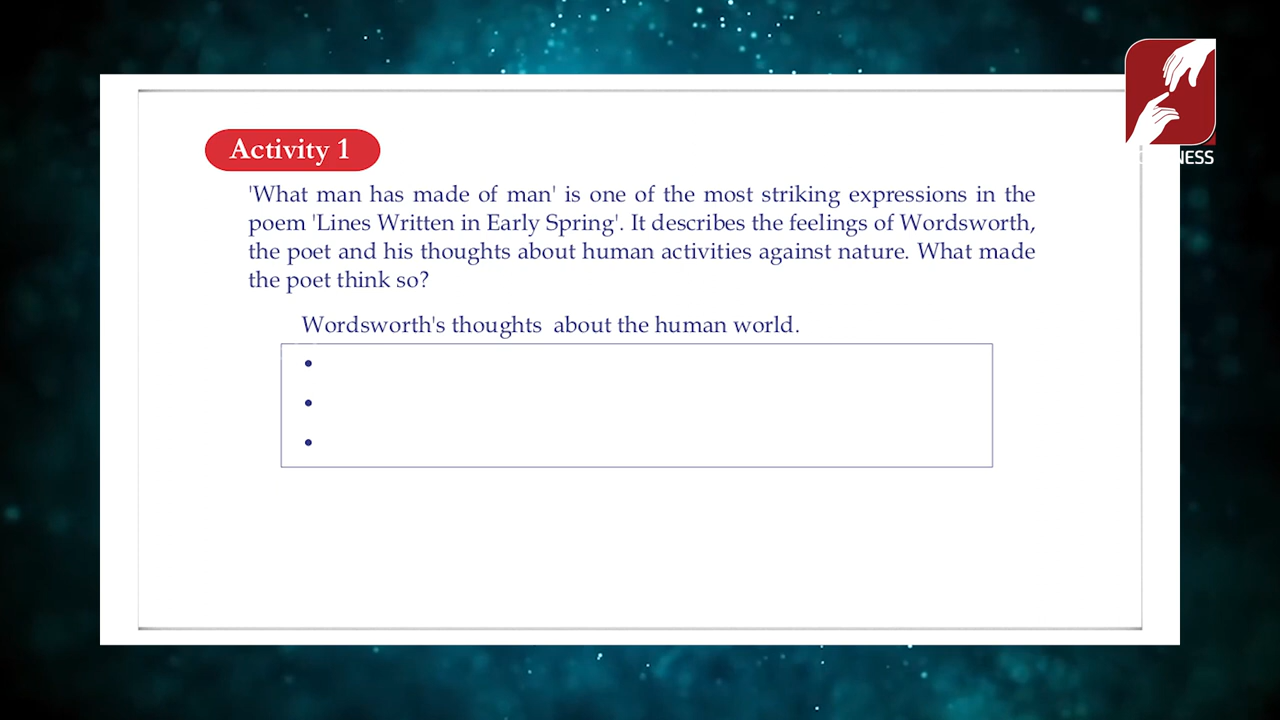 Activity 1
'What man has made of man' is one of the most striking expressions in the
poem 'Lines Written in Early Spring'. It describes the feelings of Wordsworth,
the poet and his thoughts about human activities against nature. What made
the poet think so?
Wordsworth's thoughts about the human world.
•
•
•